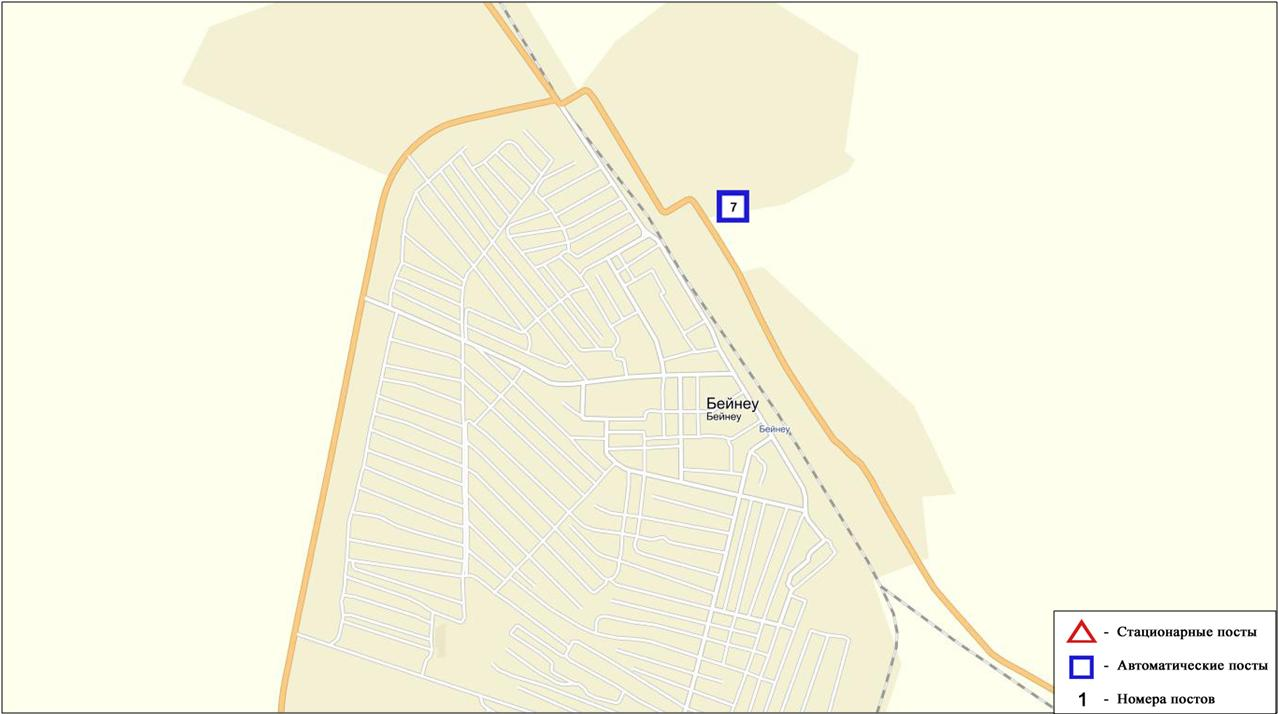 7
Бейнеу
Бейнеу
Бейнеу
- Стационарные посты
- Автоматические посты
1 - Номера постов